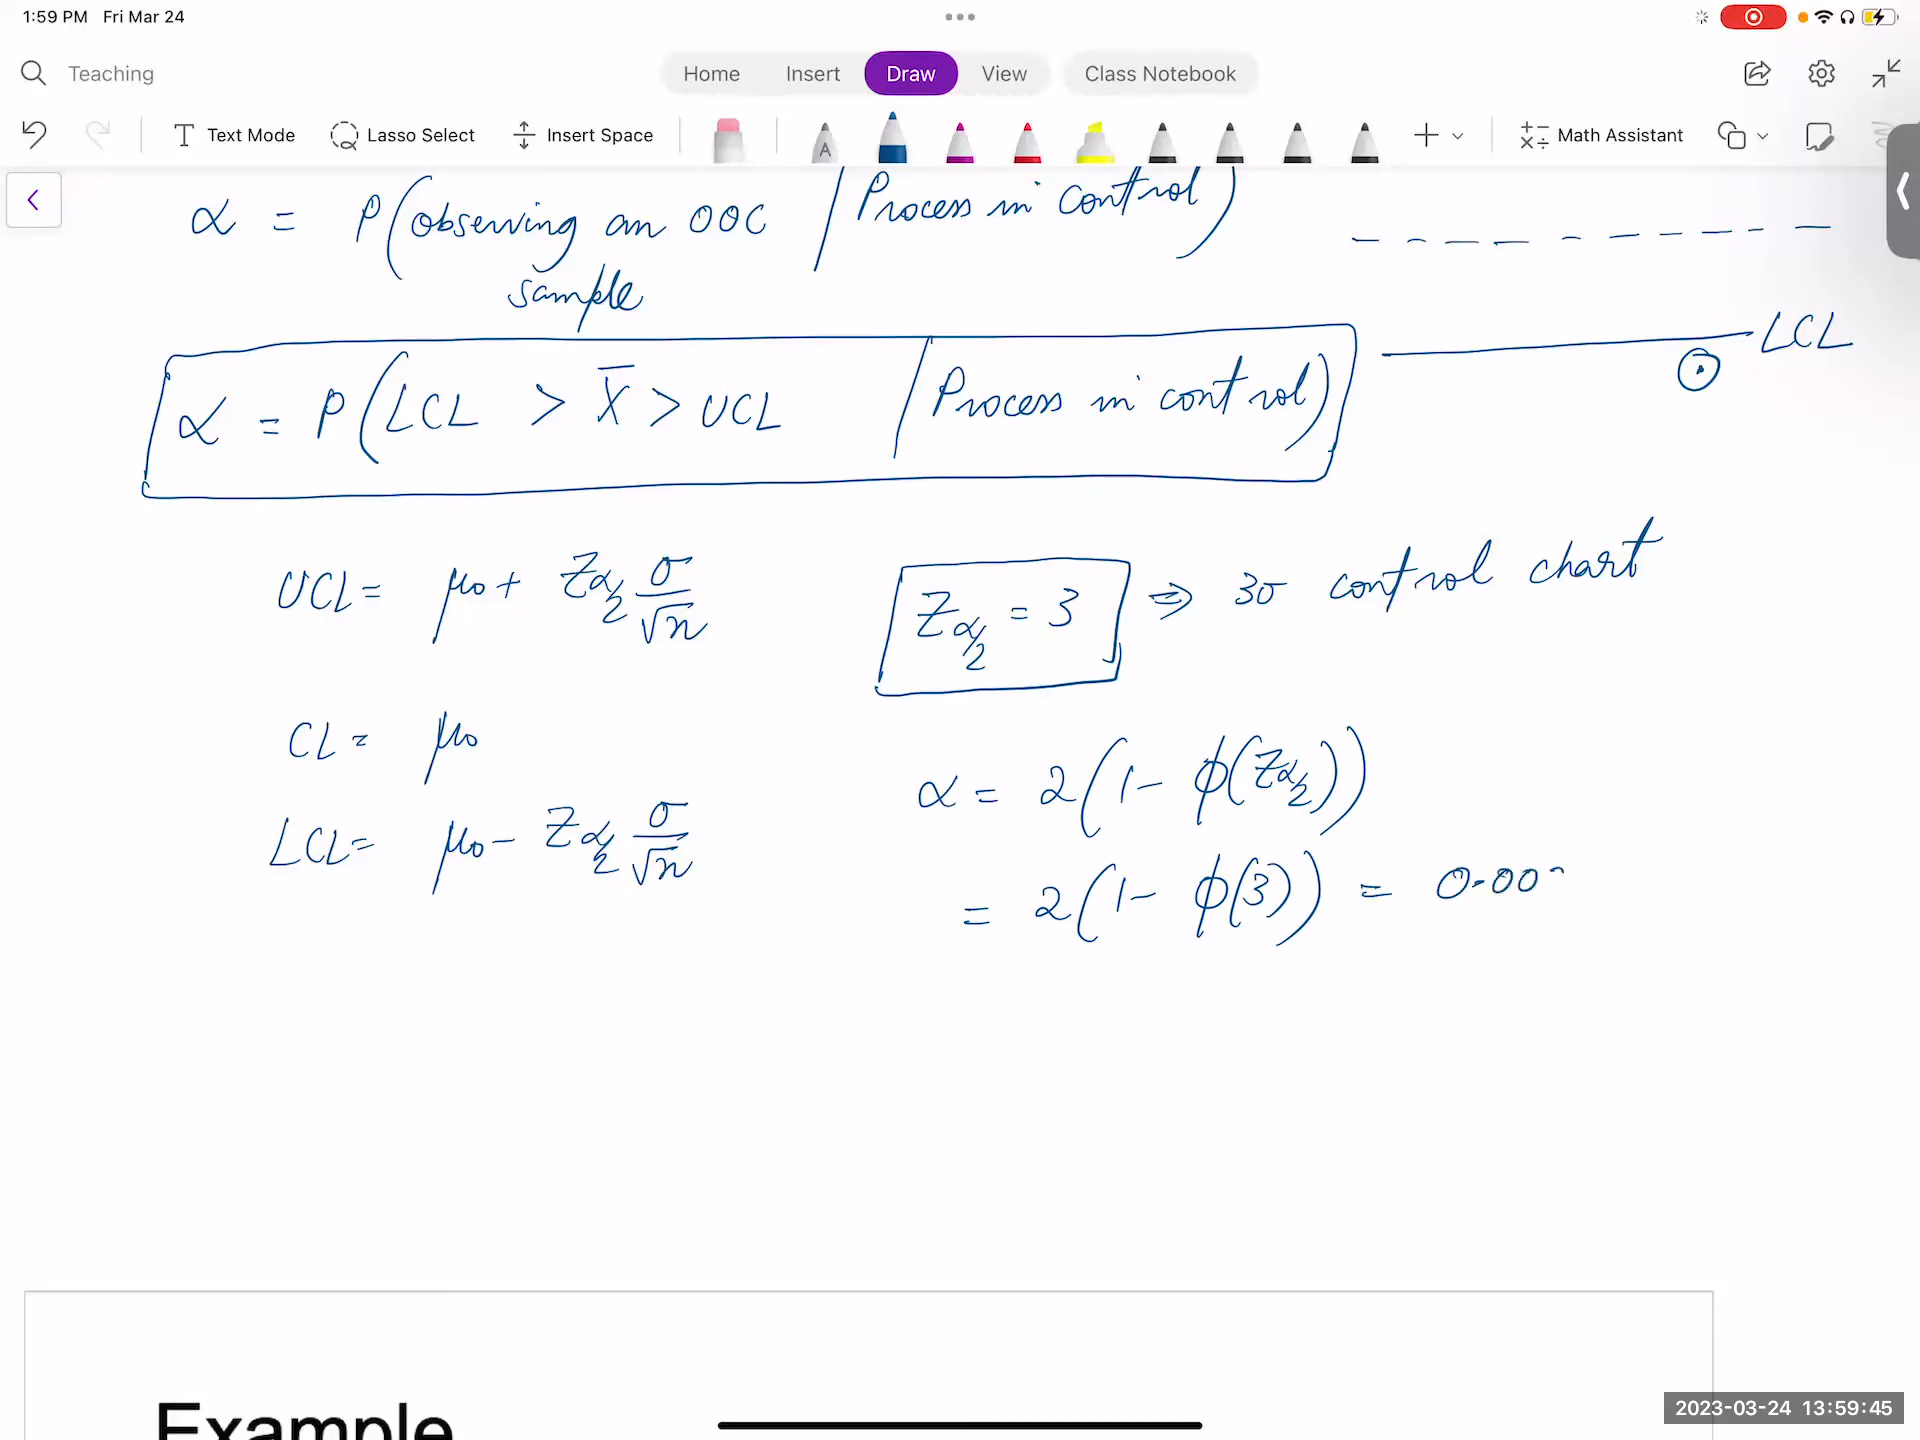 1:59 PM Fri Mar 24
Teaching
Home Insert Draw View Class Notebook
Text Mode Lasso Select Insert Space A Math Assistant
α = P(observing an OOC / Process in control)
sample
LCL
α = P(LCL > X̄ > UCL / Process in control)
UCL = μ₀ + Zα/2 σ/√n
Zα/2 = 3 ⇒ 3σ control chart
CL = μ₀
α = 2(1 - ϕ(Zα/2))
LCL = μ₀ - Zα/2 σ/√n
= 2(1 - ϕ(3)) = 0.00
Example
2023-03-24 13:59:45